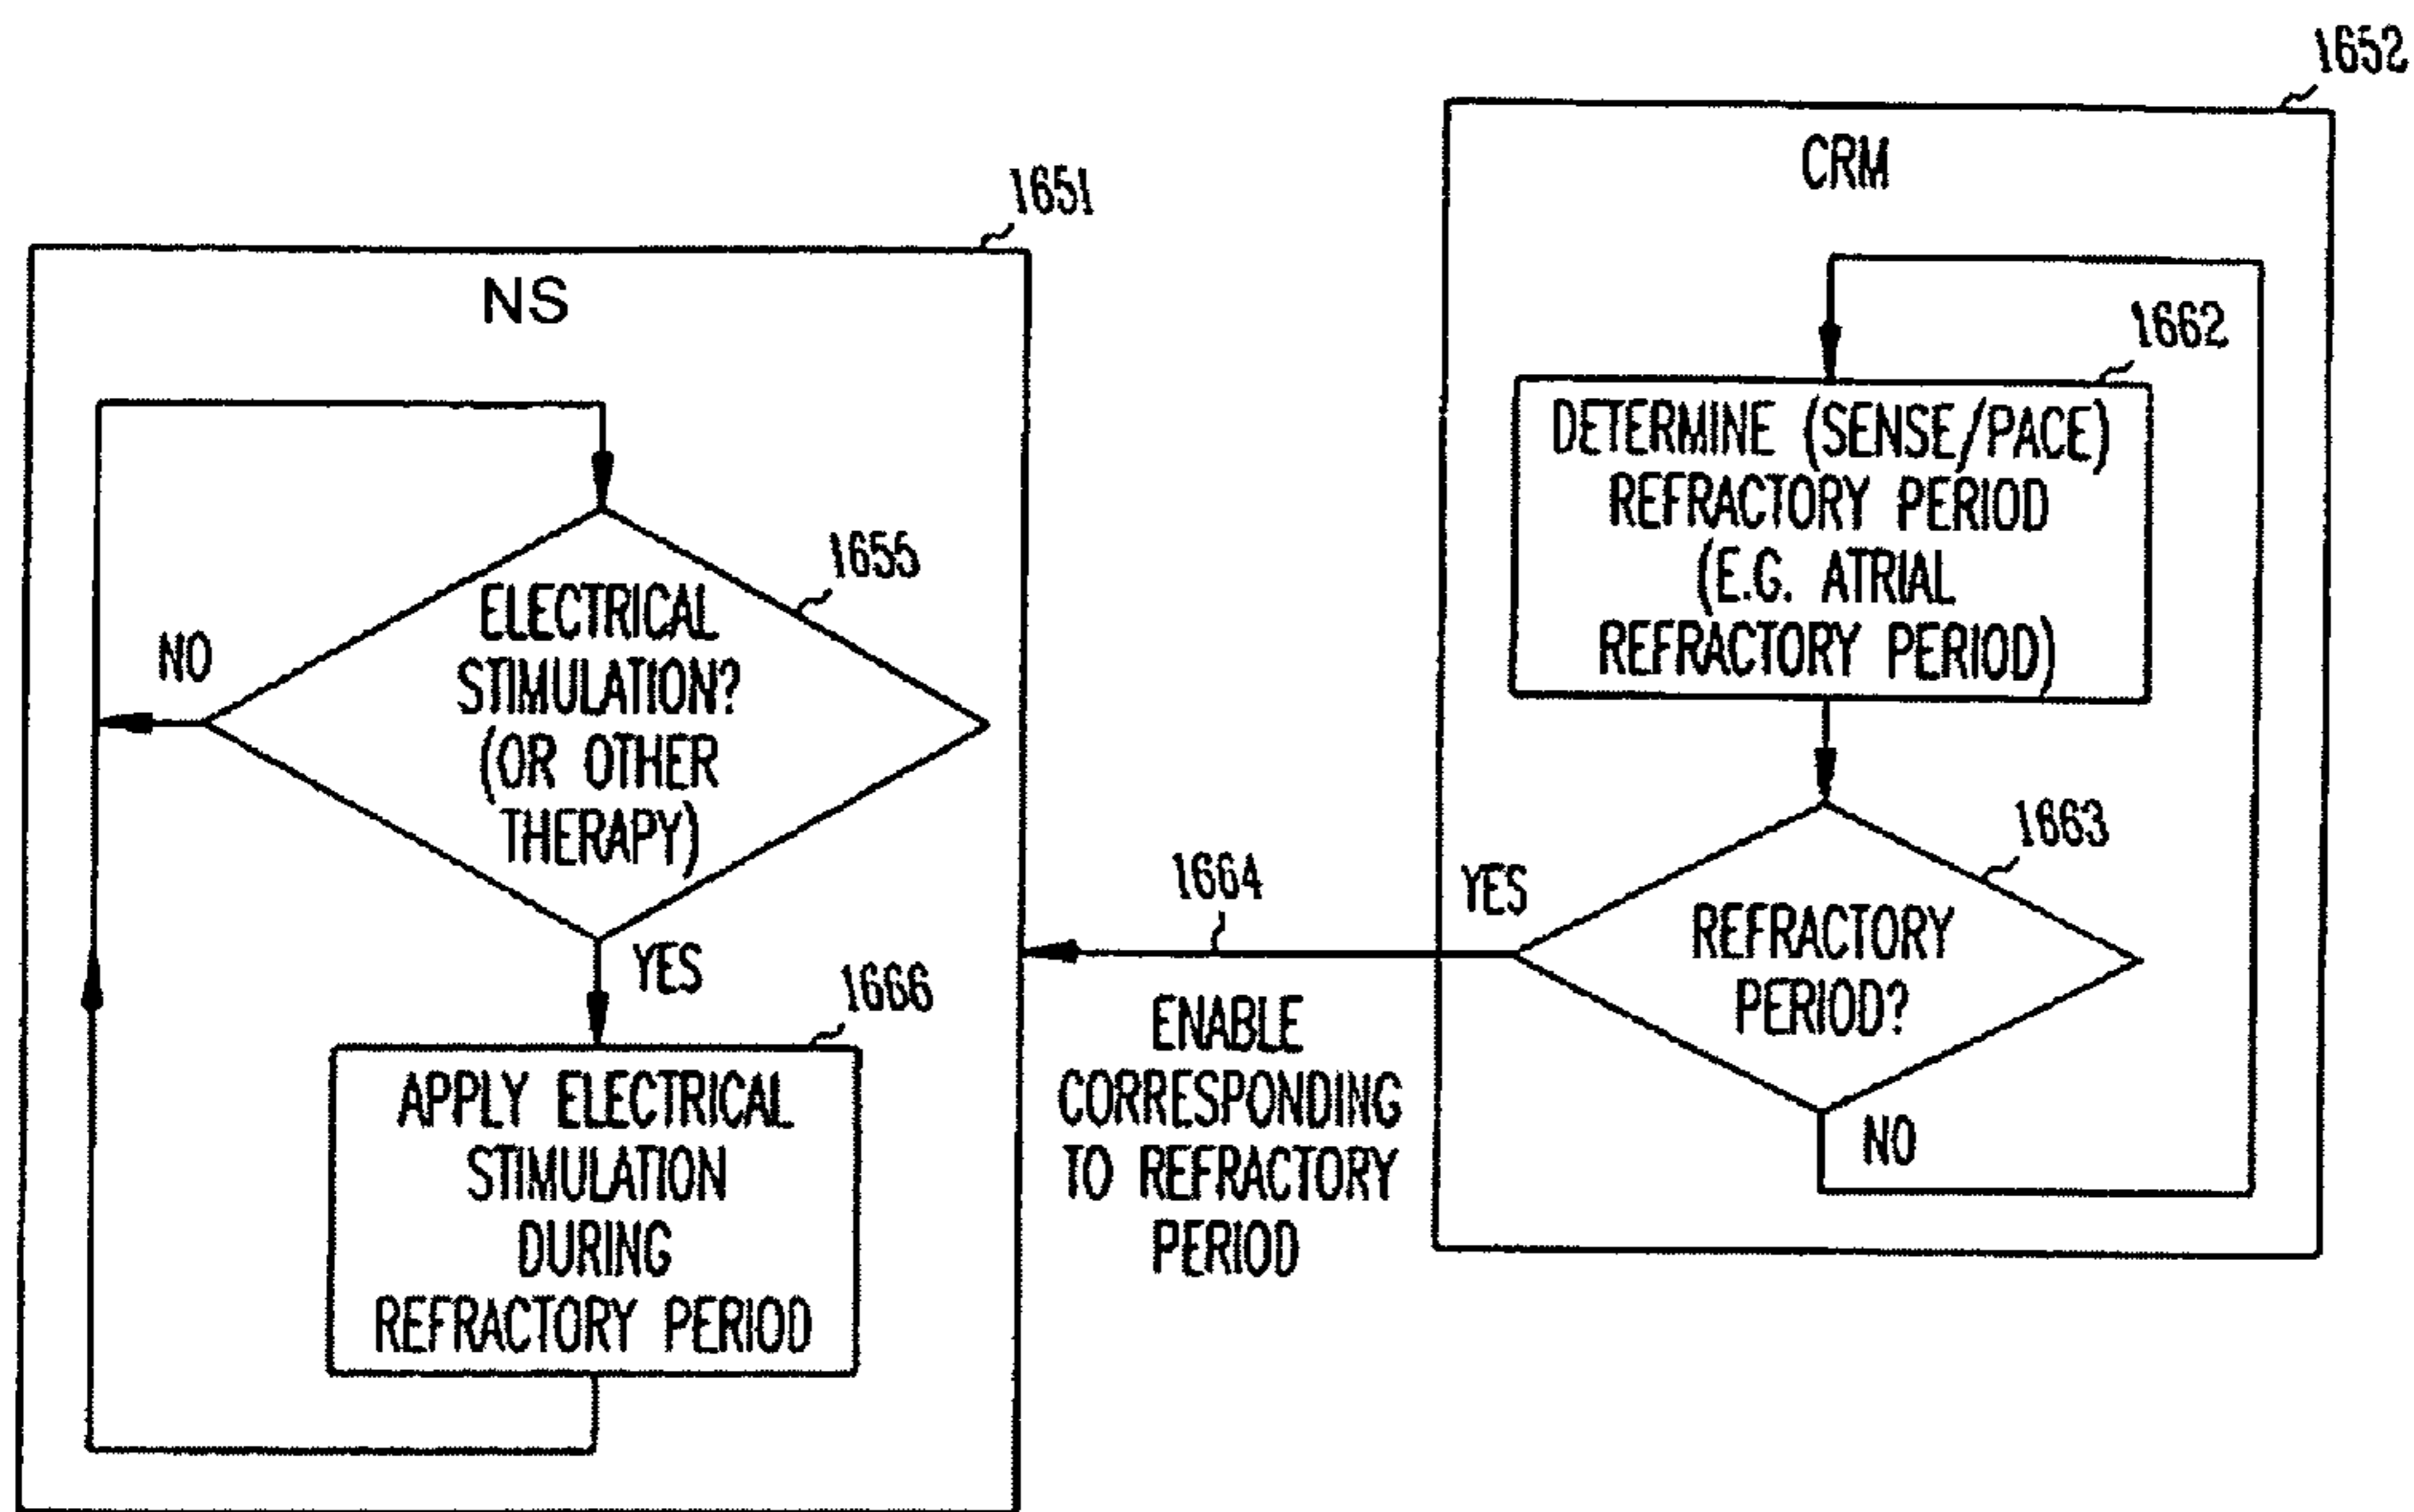 1651
NS
1655
ELECTRICAL
STIMULATION?
(OR OTHER
THERAPY)
NO
YES
1666
APPLY ELECTRICAL
STIMULATION
DURING
REFRACTORY PERIOD
1664
ENABLE
CORRESPONDING
TO REFRACTORY
PERIOD
1652
CRM
1662
DETERMINE (SENSE/PACE)
REFRACTORY PERIOD
(E.G. ATRIAL
REFRACTORY PERIOD)
1663
YES
REFRACTORY
PERIOD?
NO